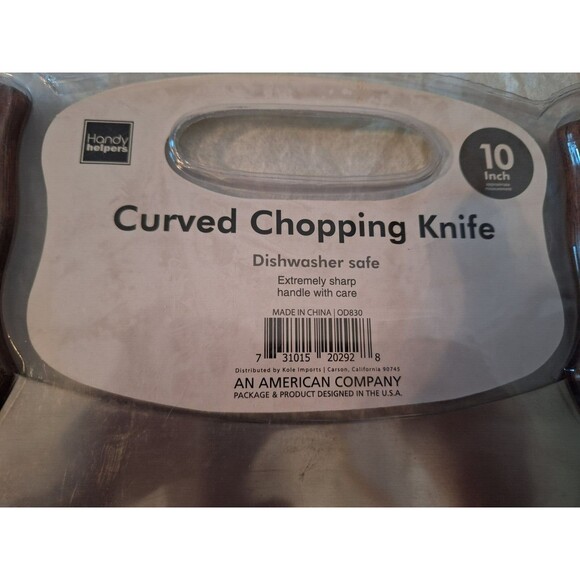 Handy
helpers
10
Inch
Curved Chopping Knife
Dishwasher safe
Extremely sharp
handle with care
MADE IN CHINA | OD830
7 31015 20292 8
Distributed by Kole Imports | Carson, California 90745
AN AMERICAN COMPANY
PACKAGE & PRODUCT DESIGNED IN THE U.S.A.